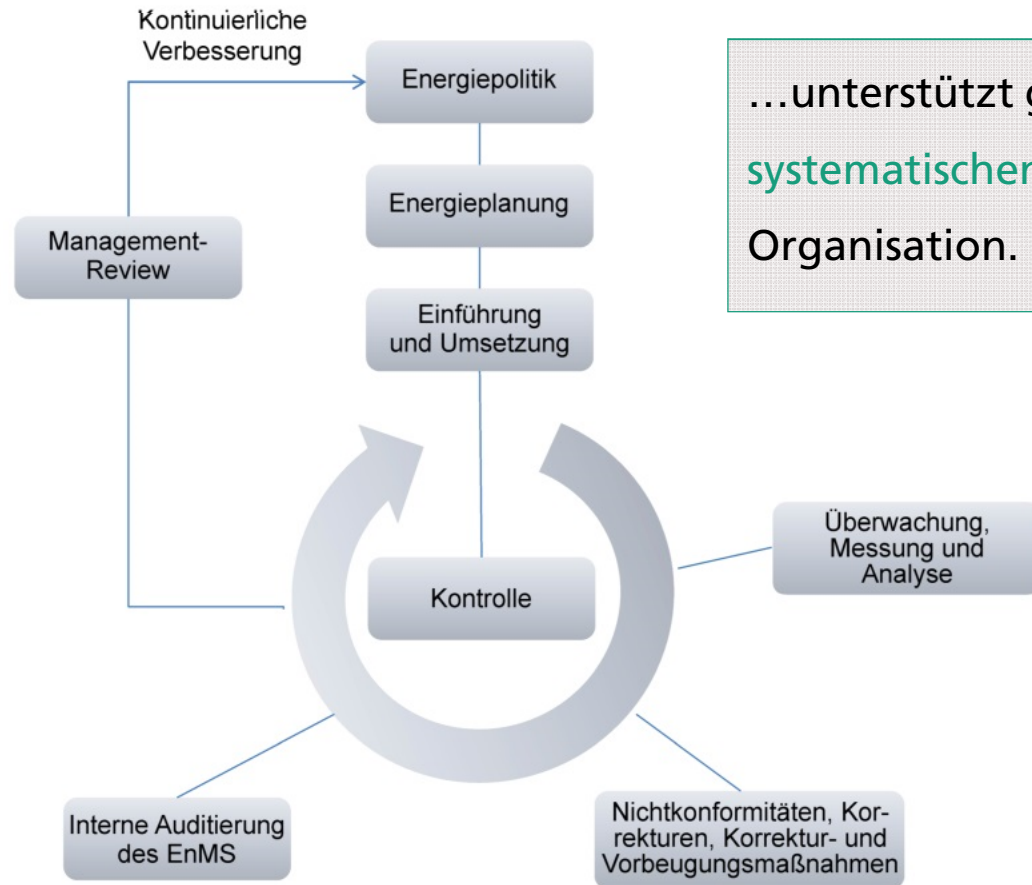 Kontinuierliche
Verbesserung
Energiepolitik
Energieplanung
Management-
Review
Einführung
und Umsetzung
Kontrolle
Überwachung,
Messung und
Analyse
Nichtkonformitäten, Kor-
rekturen, Korrektur- und
Vorbeugungsmaßnahmen
Interne Auditierung
des EnMS
...unterstützt
systematischen
Organisation.